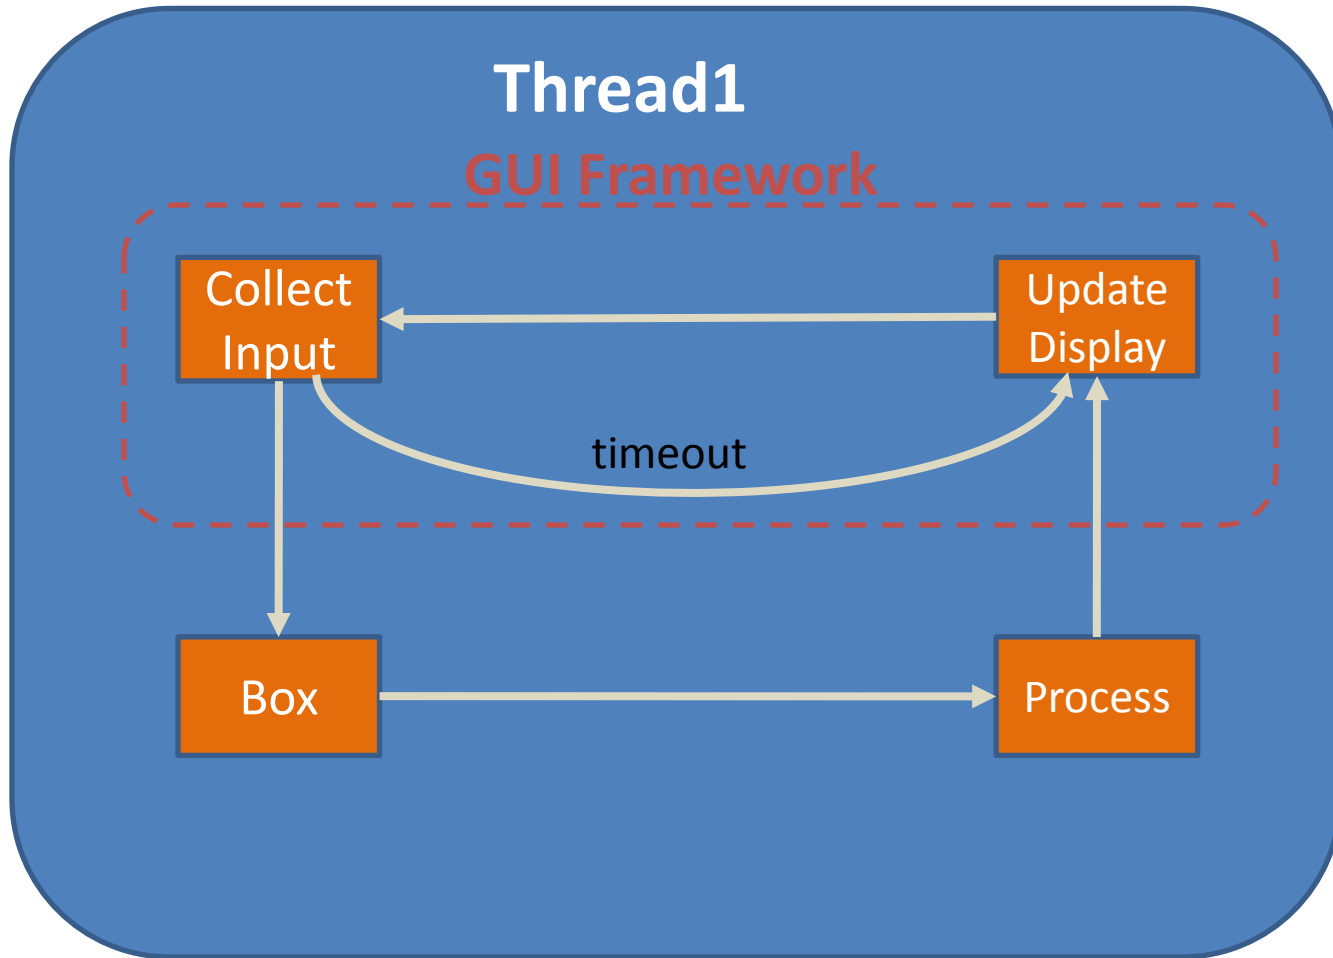 Thread1
GUI Framework
Collect
Input
Update
Display
timeout
Box
Process